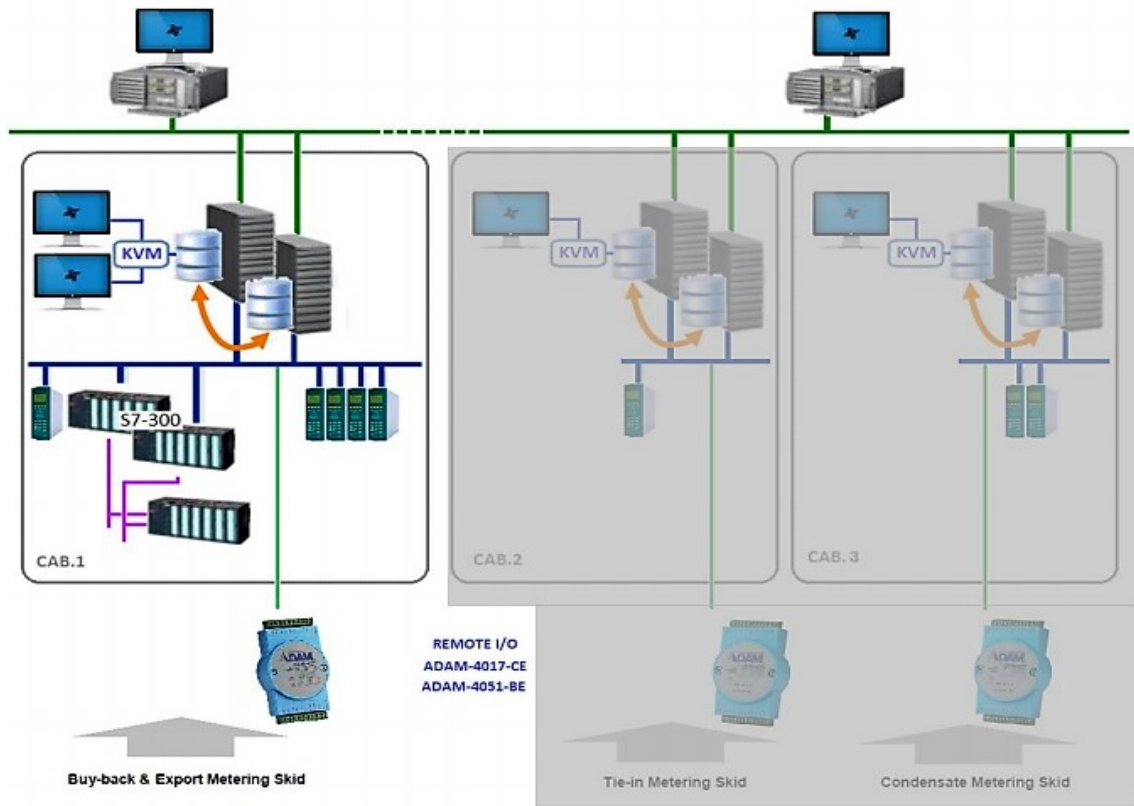 KVM
KVM
KVM
S7-300
CAB.1
CAB.2
CAB. 3
REMOTE I/O
ADAM-4017-CE
ADAM-4051-BE
ADAM
ADAM
ADAM
Buy-back & Export Metering Skid
Tie-in Metering Skid
Condensate Metering Skid